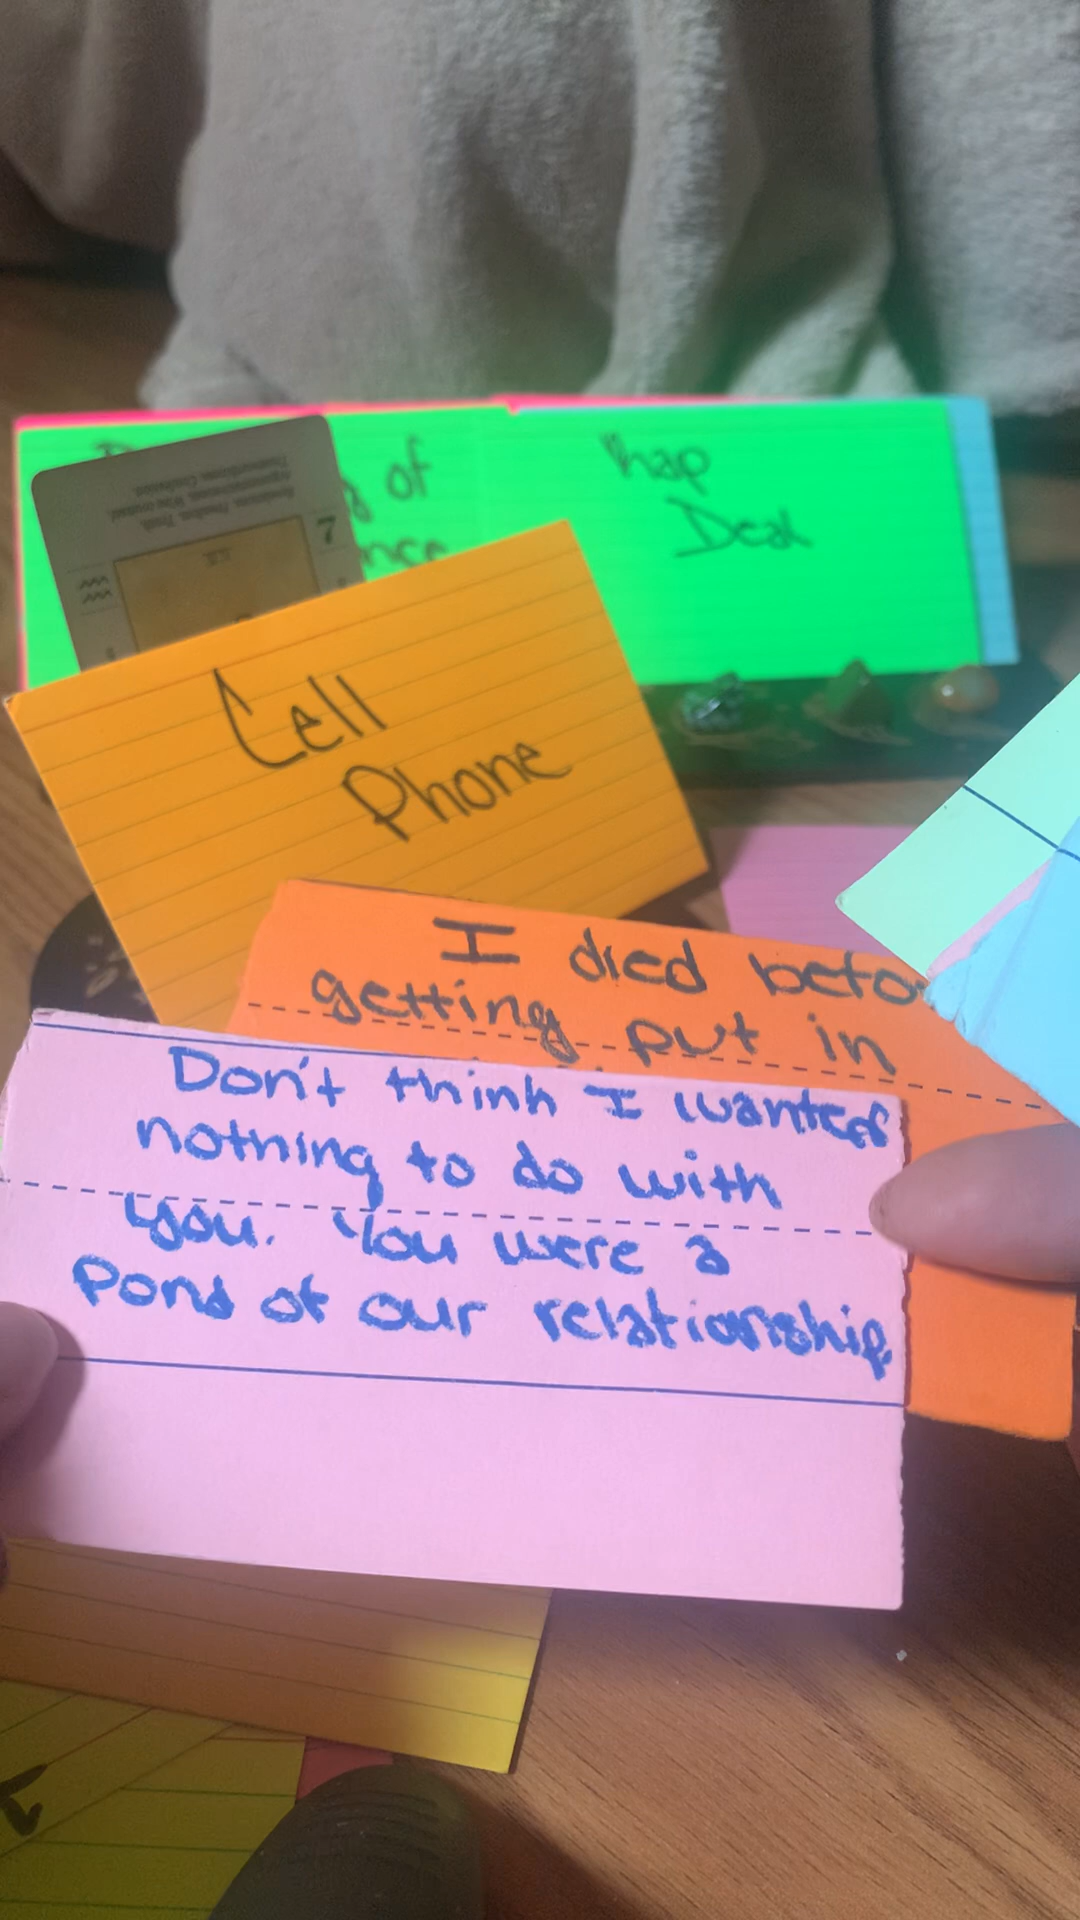 of
Deal
7
Cell
Phone
I died befo
getting put in
Don't think I wanted
nothing to do with
you. You were a
pond of our relationship.